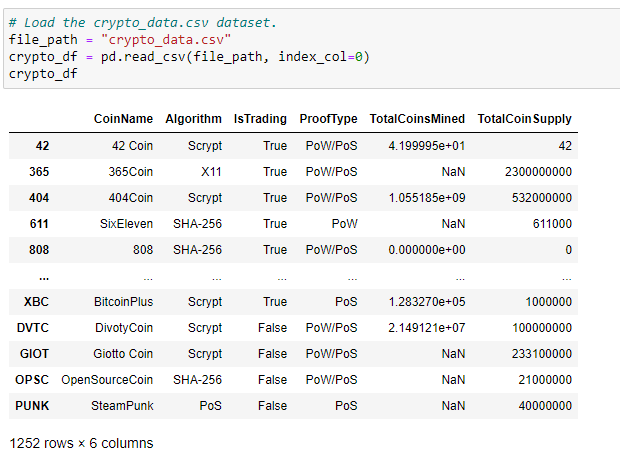 # Load the crypto_data.csv dataset.
file_path = "crypto_data.csv"
crypto_df = pd.read_csv(file_path, index_col=0)
crypto_df
CoinName Algorithm IsTrading ProofType TotalCoinsMined TotalCoinSupply
42 42 Coin Scrypt True PoW/PoS 4.199995e+01 42
365 365Coin X11 True PoW/PoS NaN 2300000000
404 404Coin Scrypt True PoW/PoS 1.055185e+09 532000000
611 SixEleven SHA-256 True PoW NaN 611000
808 808 SHA-256 True PoW/PoS 0.000000e+00 0
... ... ... ... ... ... ...
XBC BitcoinPlus Scrypt True PoS 1.283270e+05 1000000
DVTC DivotyCoin Scrypt False PoW/PoS 2.149121e+07 100000000
GIOT Giotto Coin Scrypt False PoW/PoS NaN 233100000
OPSC OpenSourceCoin SHA-256 False PoW/PoS NaN 21000000
PUNK SteamPunk PoS False PoS NaN 40000000
1252 rows × 6 columns